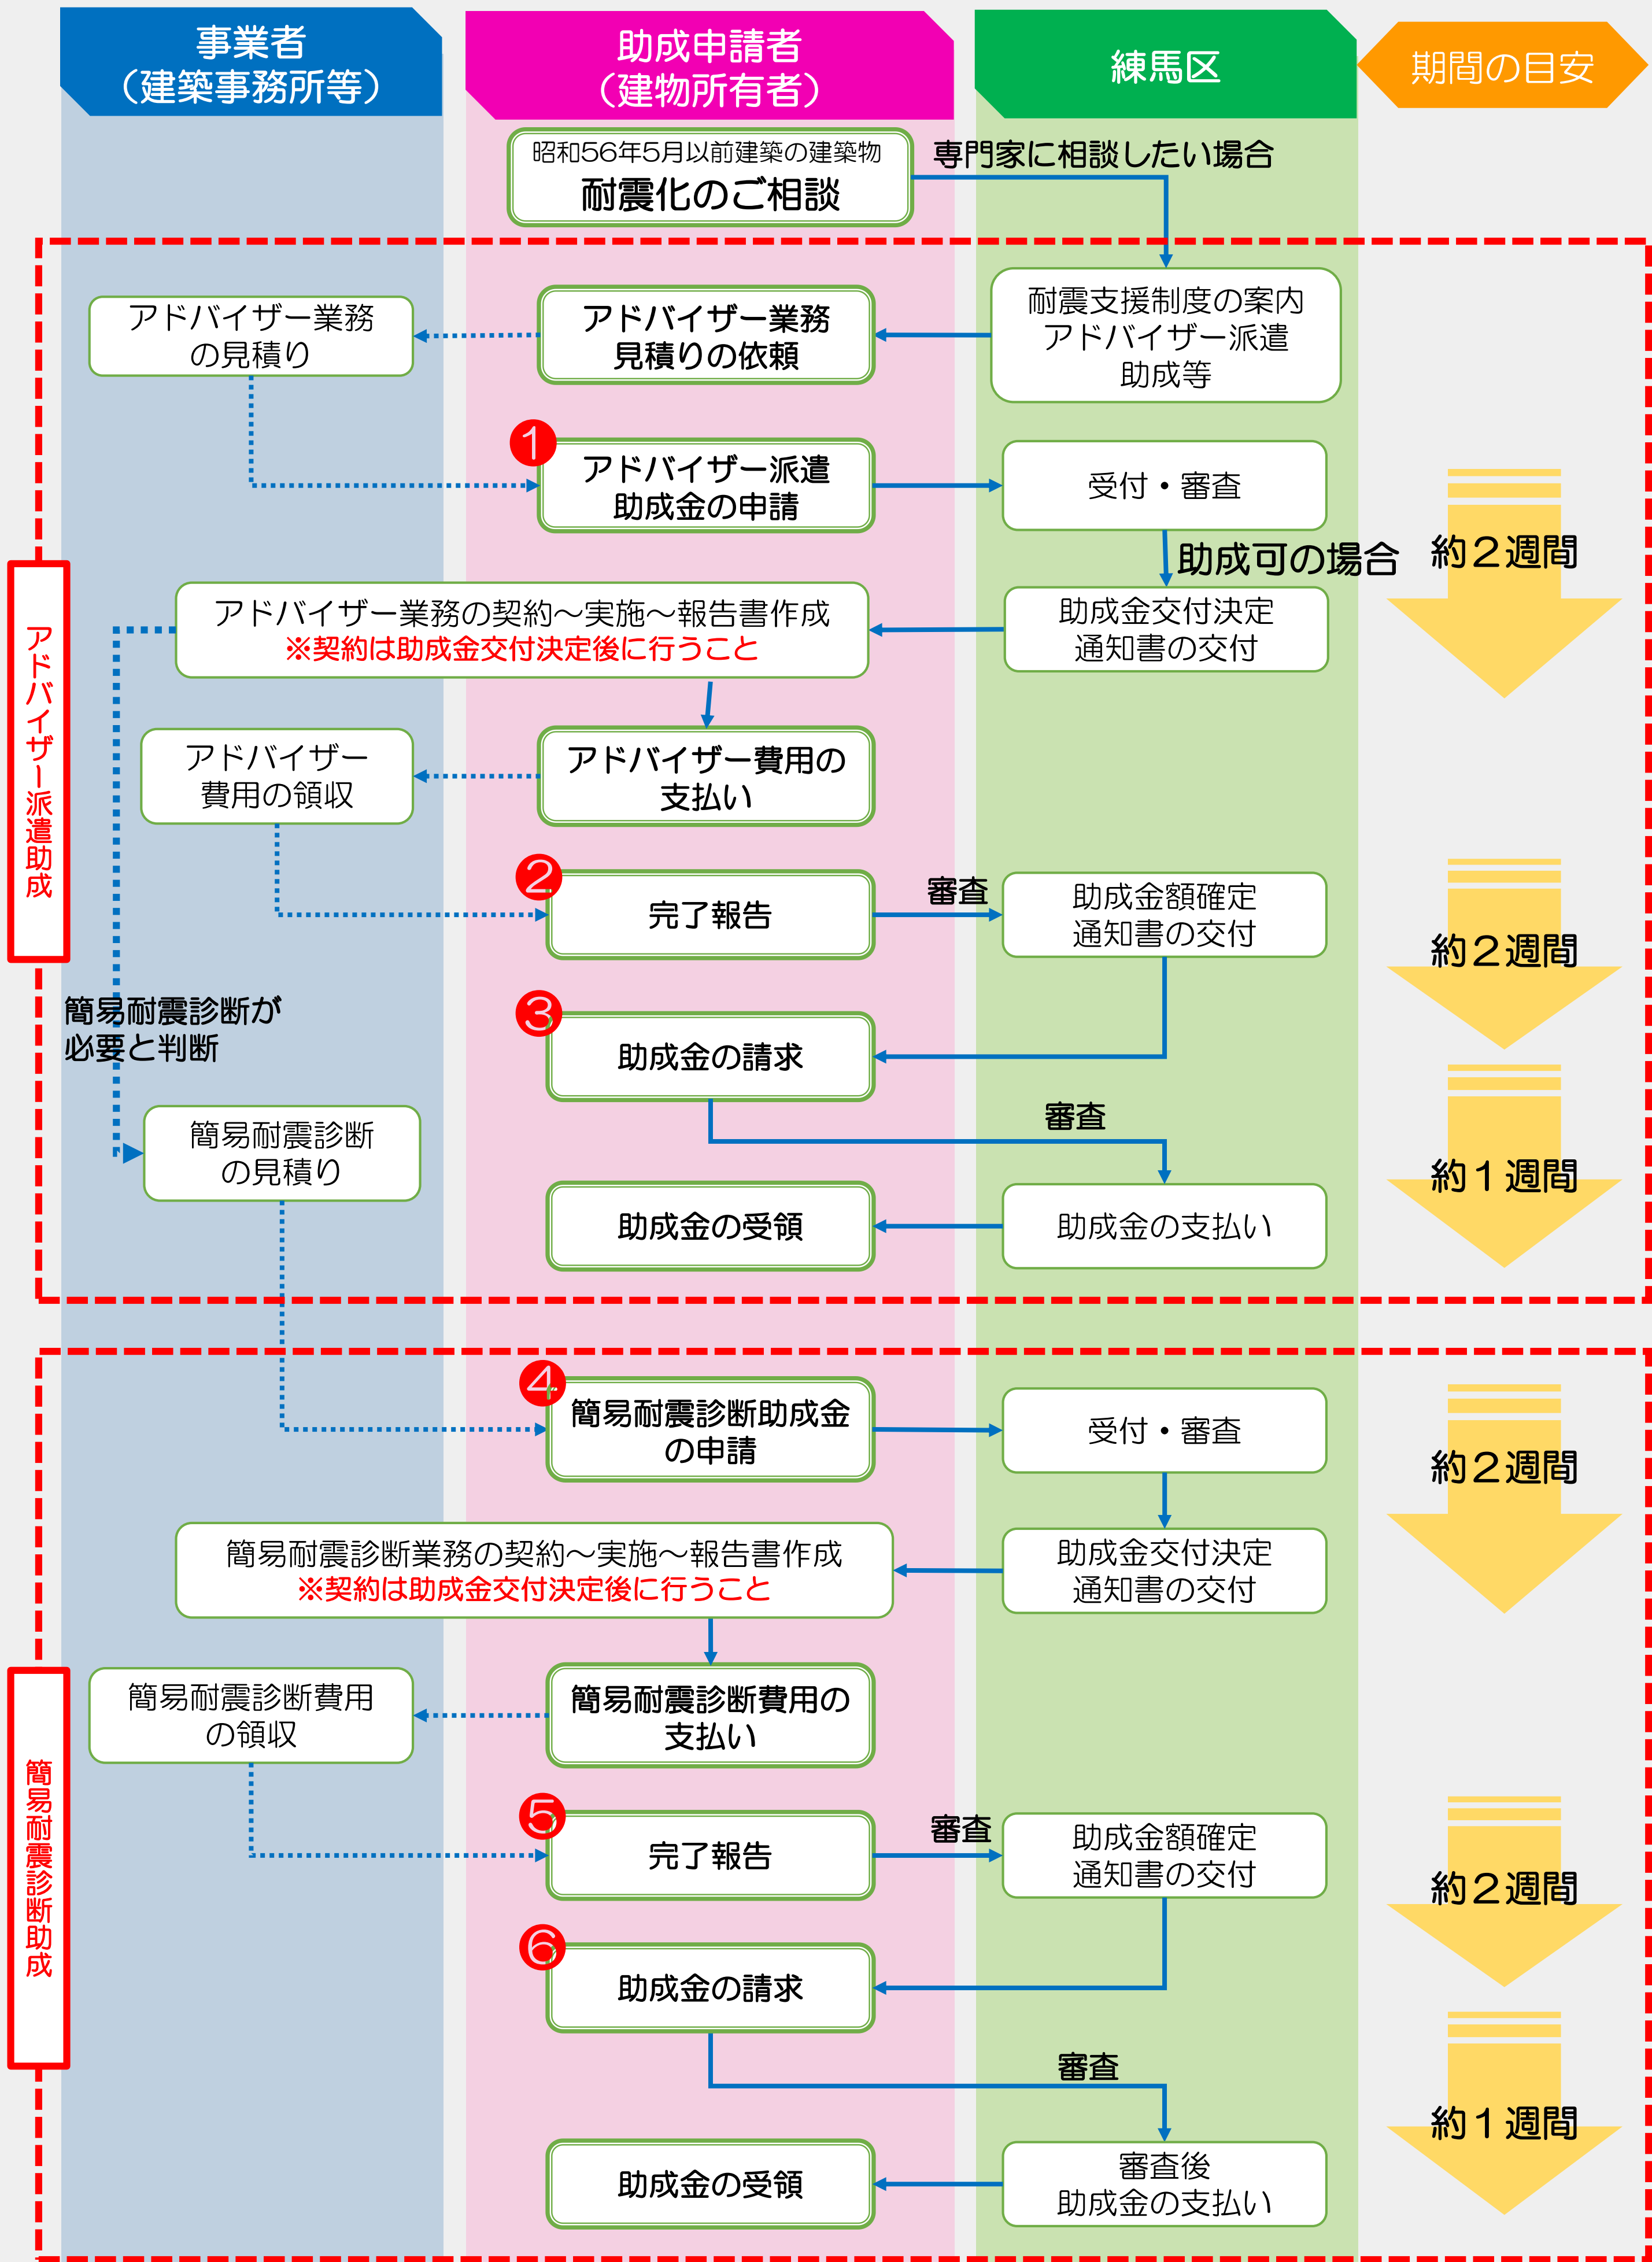 事業者
（建築事務所等）
助成申請者
（建物所有者）
練馬区
期間の目安
昭和56年5月以前建築の建築物
耐震化のご相談
専門家に相談したい場合
アドバイザー業務
の見積り
アドバイザー業務
見積りの依頼
耐震支援制度の案内
アドバイザー派遣
助成等
1
アドバイザー派遣
助成金の申請
受付・審査
約２週間
助成可の場合
アドバイザー業務の契約～実施～報告書作成
※契約は助成金交付決定後に行うこと
助成金交付決定
通知書の交付
アドバイザー派遣助成
アドバイザー
費用の領収
アドバイザー費用の
支払い
2
完了報告
審査
助成金額確定
通知書の交付
約２週間
簡易耐震診断が
必要と判断
3
助成金の請求
審査
約１週間
簡易耐震診断
の見積り
助成金の受領
助成金の支払い
4
簡易耐震診断助成金
の申請
受付・審査
約２週間
簡易耐震診断業務の契約～実施～報告書作成
※契約は助成金交付決定後に行うこと
助成金交付決定
通知書の交付
簡易耐震診断助成
簡易耐震診断費用
の領収
簡易耐震診断費用の
支払い
5
完了報告
審査
助成金額確定
通知書の交付
約２週間
6
助成金の請求
審査
約１週間
助成金の受領
審査後
助成金の支払い